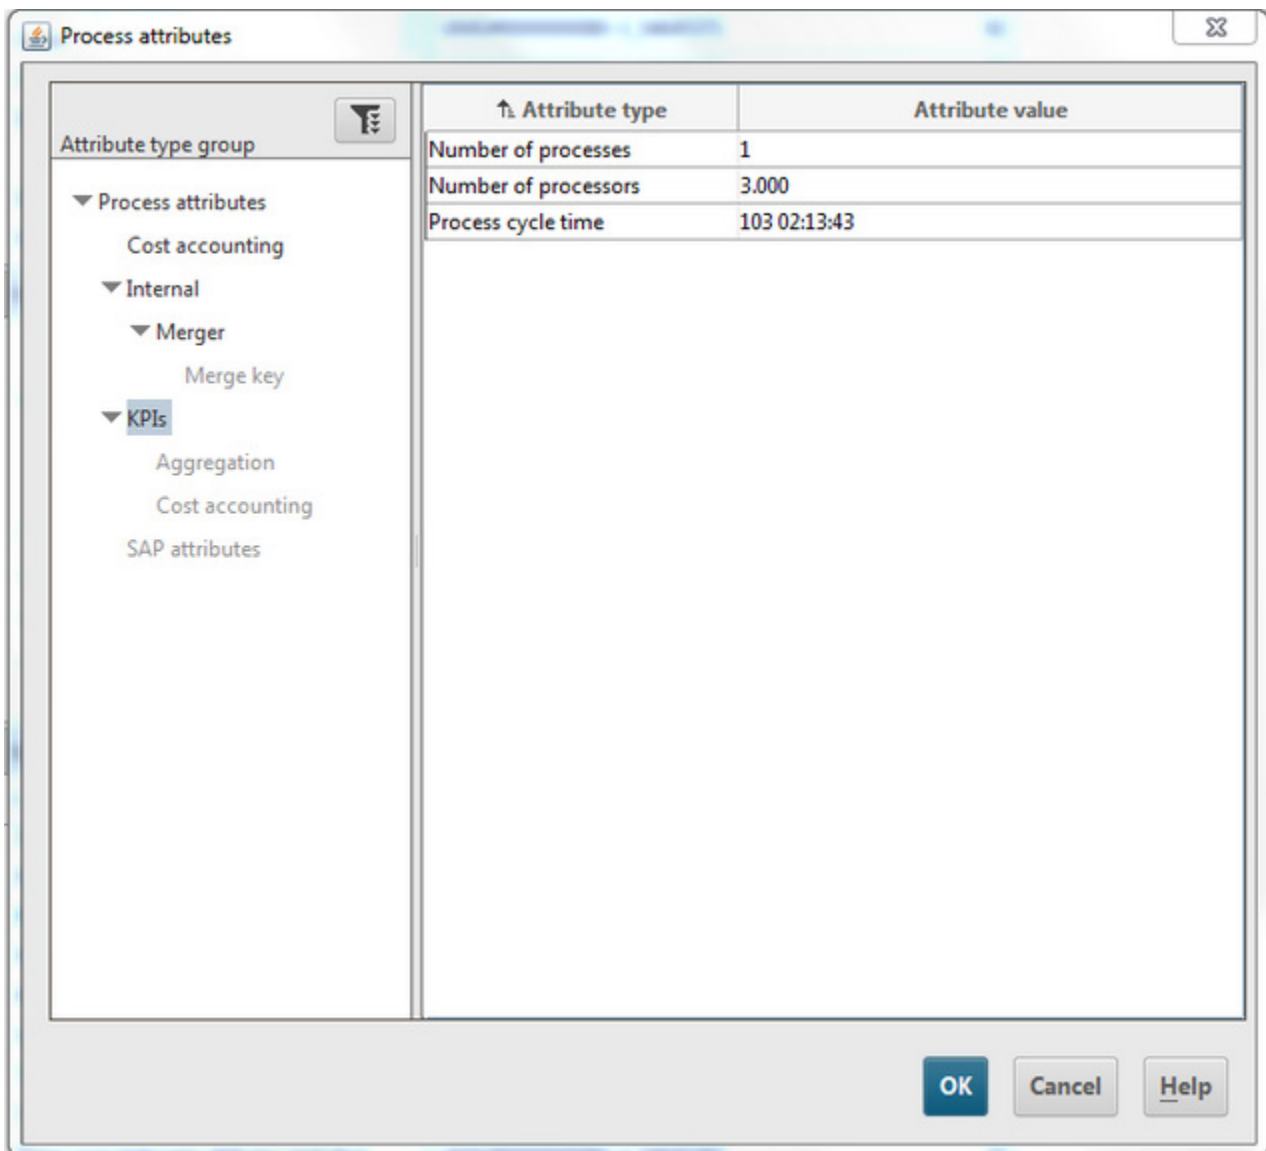 Process attributes
Attribute type group
Process attributes
Cost accounting
Internal
Merger
Merge key
KPIs
Aggregation
Cost accounting
SAP attributes
Attribute type Attribute value
Number of processes 1
Number of processors 3.000
Process cycle time 103 02:13:43
OK Cancel Help